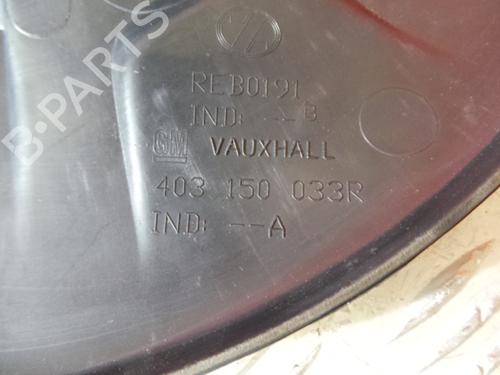 REB0191
IND: --B
GM VAUXHALL
403 150 033R
IND: --A
B-PARTS